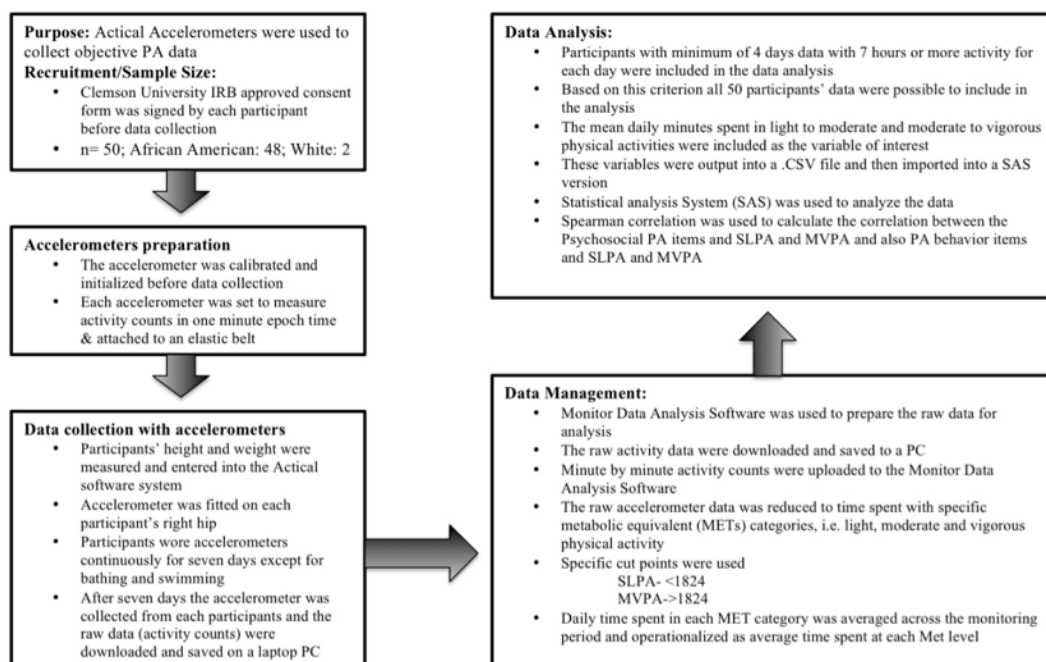 Purpose: Actical Accelerometers were used to
collect objective PA data
Recruitment/Sample Size:
• Clemson University IRB approved consent
form was signed by each participant
before data collection
• n= 50; African American: 48; White: 2
Accelerometers preparation
• The accelerometer was calibrated and
initialized before data collection
• Each accelerometer was set to measure
activity counts in one minute epoch time
& attached to an elastic belt
Data collection with accelerometers
• Participants' height and weight were
measured and entered into the Actical
software system
• Accelerometer was fitted on each
participant's right hip
• Participants wore accelerometers
continuously for seven days except for
bathing and swimming
• After seven days the accelerometer was
collected from each participants and the
raw data (activity counts) were
downloaded and saved on a laptop PC
Data Management:
• Monitor Data Analysis Software was used to prepare the raw data for
analysis
• The raw activity data were downloaded and saved to a PC
• Minute by minute activity counts were uploaded to the Monitor Data
Analysis Software
• The raw accelerometer data was reduced to time spent with specific
metabolic equivalent (METs) categories, i.e. light, moderate and vigorous
physical activity
• Specific cut points were used
SLPA- <1824
MVPA->1824
• Daily time spent in each MET category was averaged across the monitoring
period and operationalized as average time spent at each Met level
Data Analysis:
• Participants with minimum of 4 days data with 7 hours or more activity for
each day were included in the data analysis
• Based on this criterion all 50 participants' data were possible to include in
the analysis
• The mean daily minutes spent in light to moderate and moderate to vigorous
physical activities were included as the variable of interest
• These variables were output into a .CSV file and then imported into a SAS
version
• Statistical analysis System (SAS) was used to analyze the data
• Spearman correlation was used to calculate the correlation between the
Psychosocial PA items and SLPA and MVPA and also PA behavior items
and SLPA and MVPA